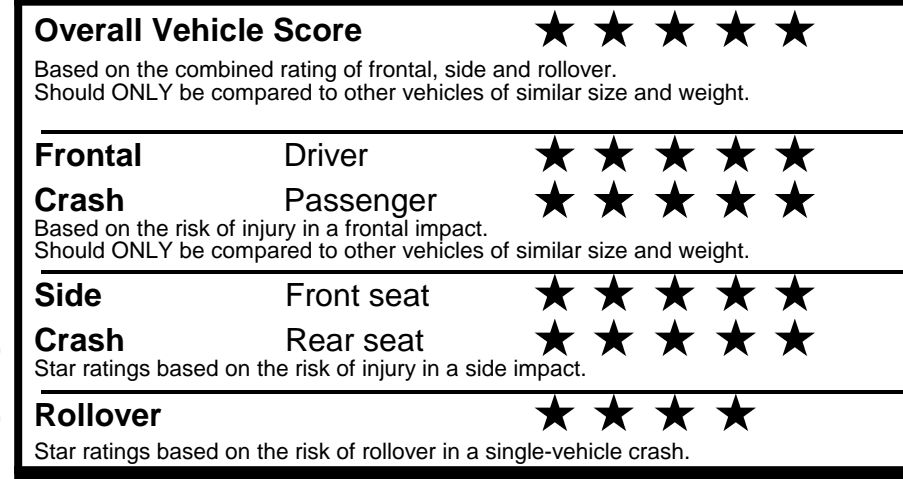 Overall Vehicle Score ★ ★ ★ ★ ★
Based on the combined rating of frontal, side and rollover.
Should ONLY be compared to other vehicles of similar size and weight.
Frontal Driver ★ ★ ★ ★ ★
Crash Passenger ★ ★ ★ ★ ★
Based on the risk of injury in a frontal impact.
Should ONLY be compared to other vehicles of similar size and weight.
Side Front seat ★ ★ ★ ★ ★
Crash Rear seat ★ ★ ★ ★ ★
Star ratings based on the risk of injury in a side impact.
Rollover ★ ★ ★ ★
Star ratings based on the risk of rollover in a single-vehicle crash.